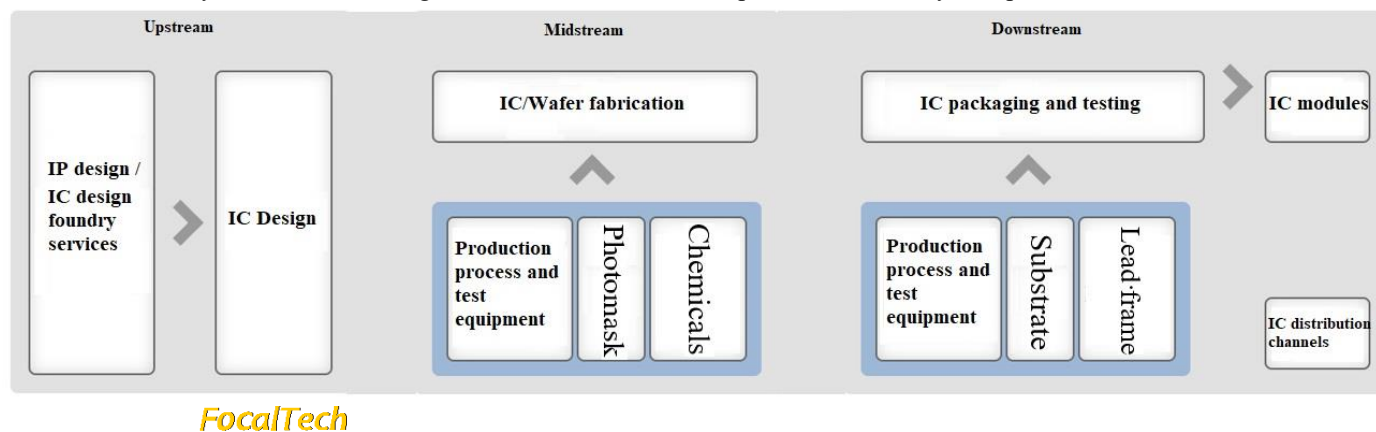 Upstream
Midstream
Downstream
IP design /
IC design
foundry
services
IC Design
IC/Wafer fabrication
Production
process and
test
equipment
Photomask
Chemicals
IC packaging and testing
Production
process and
test
equipment
Substrate
Lead·frame
IC modules
IC distribution
channels
FocalTech